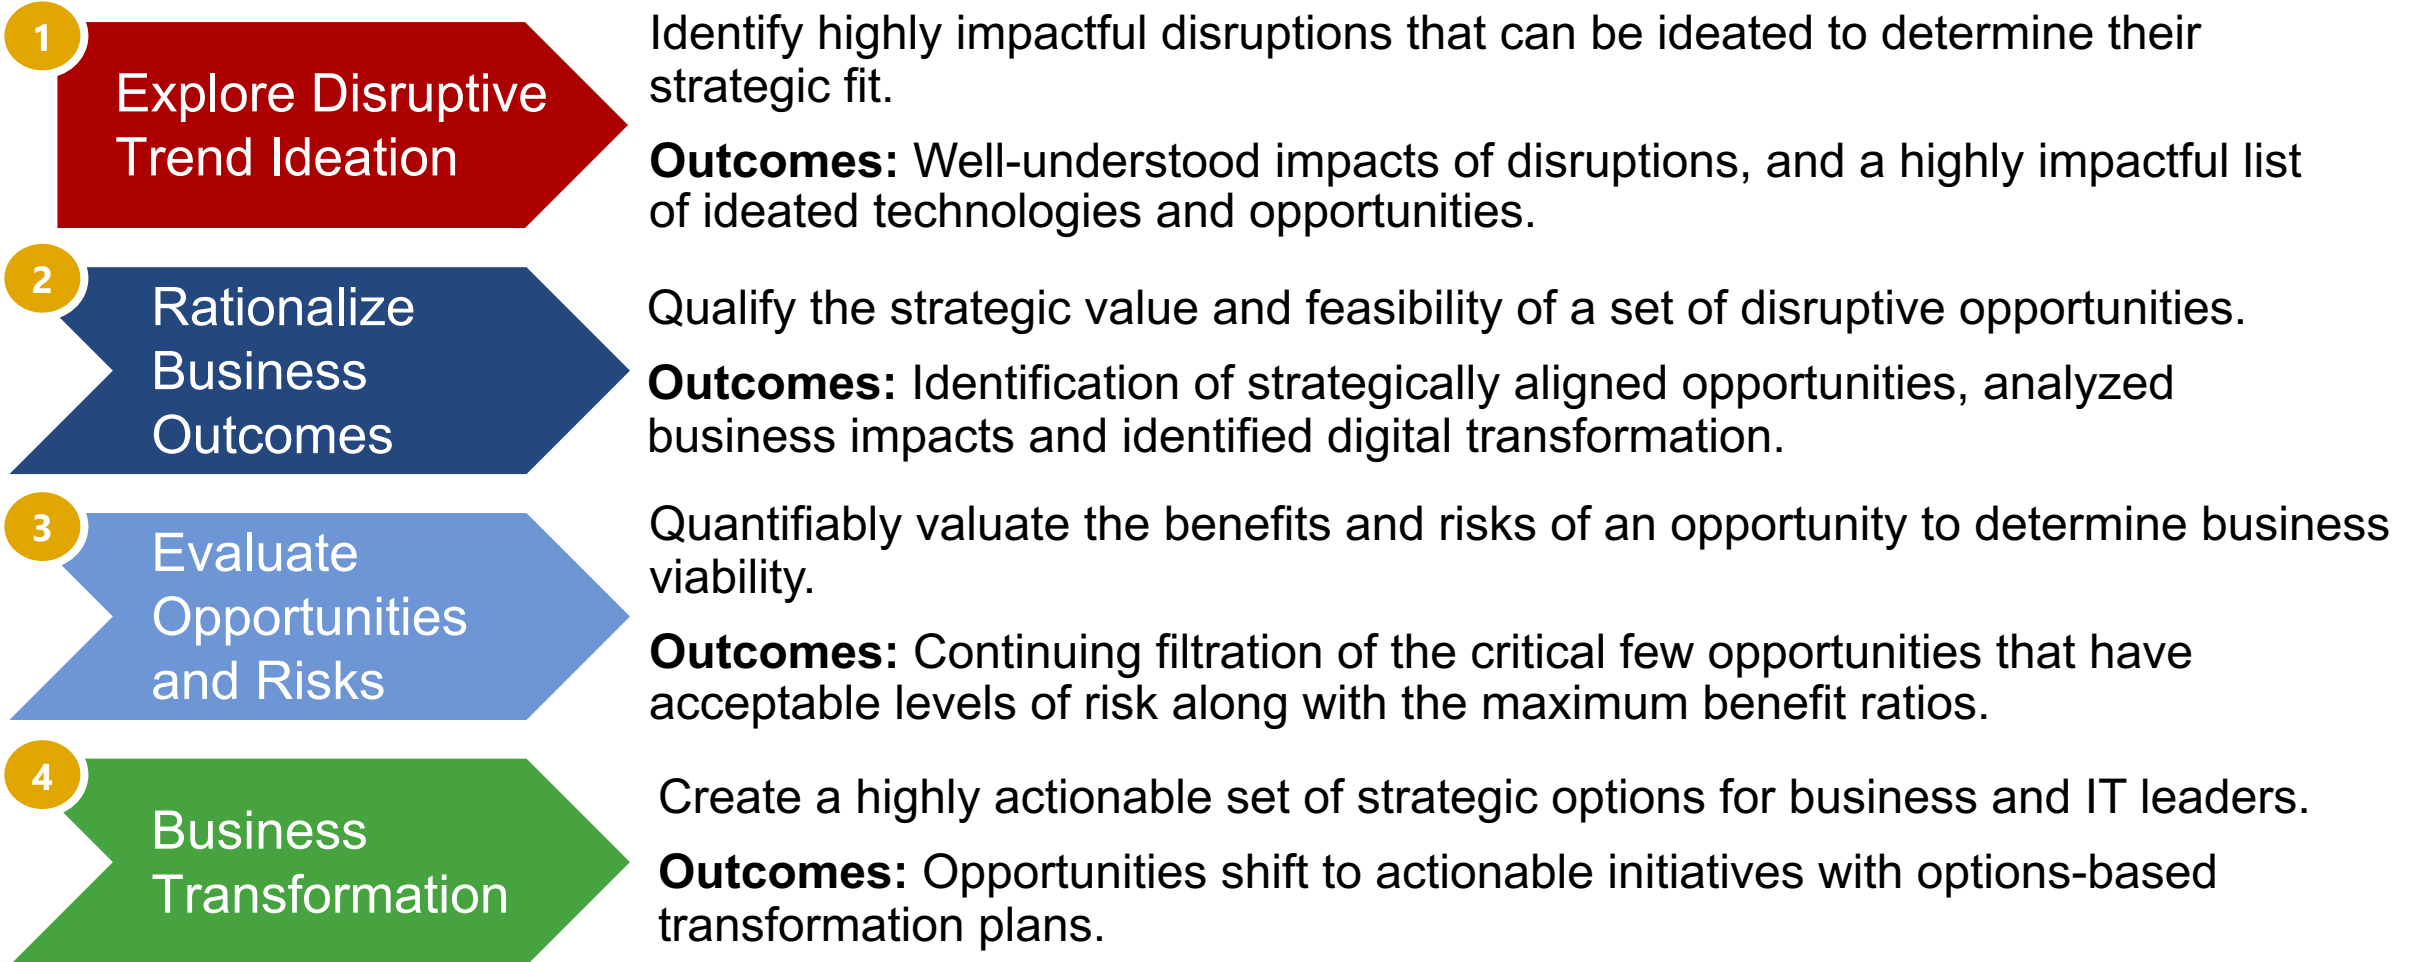 1
Explore Disruptive
Trend Ideation
Identify highly impactful disruptions that can be ideated to determine their
strategic fit.
Outcomes: Well-understood impacts of disruptions, and a highly impactful list
of ideated technologies and opportunities.
2
Rationalize
Business
Outcomes
Qualify the strategic value and feasibility of a set of disruptive opportunities.
Outcomes: Identification of strategically aligned opportunities, analyzed
business impacts and identified digital transformation.
3
Evaluate
Opportunities
and Risks
Quantifiably valuate the benefits and risks of an opportunity to determine business
viability.
Outcomes: Continuing filtration of the critical few opportunities that have
acceptable levels of risk along with the maximum benefit ratios.
4
Business
Transformation
Create a highly actionable set of strategic options for business and IT leaders.
Outcomes: Opportunities shift to actionable initiatives with options-based
transformation plans.